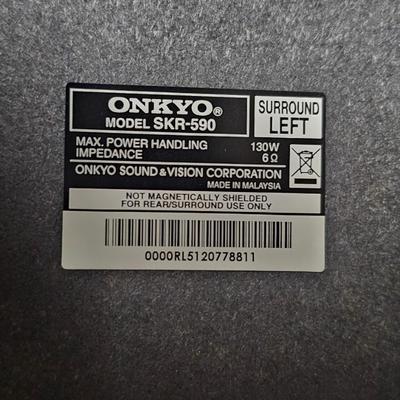 ONKYO®
MODEL SKR-590
SURROUND
LEFT
MAX. POWER HANDLING 130W
IMPEDANCE 6Ω
ONKYO SOUND & VISION CORPORATION
MADE IN MALAYSIA
NOT MAGNETICALLY SHIELDED
FOR REAR/SURROUND USE ONLY
0000RL5120778811